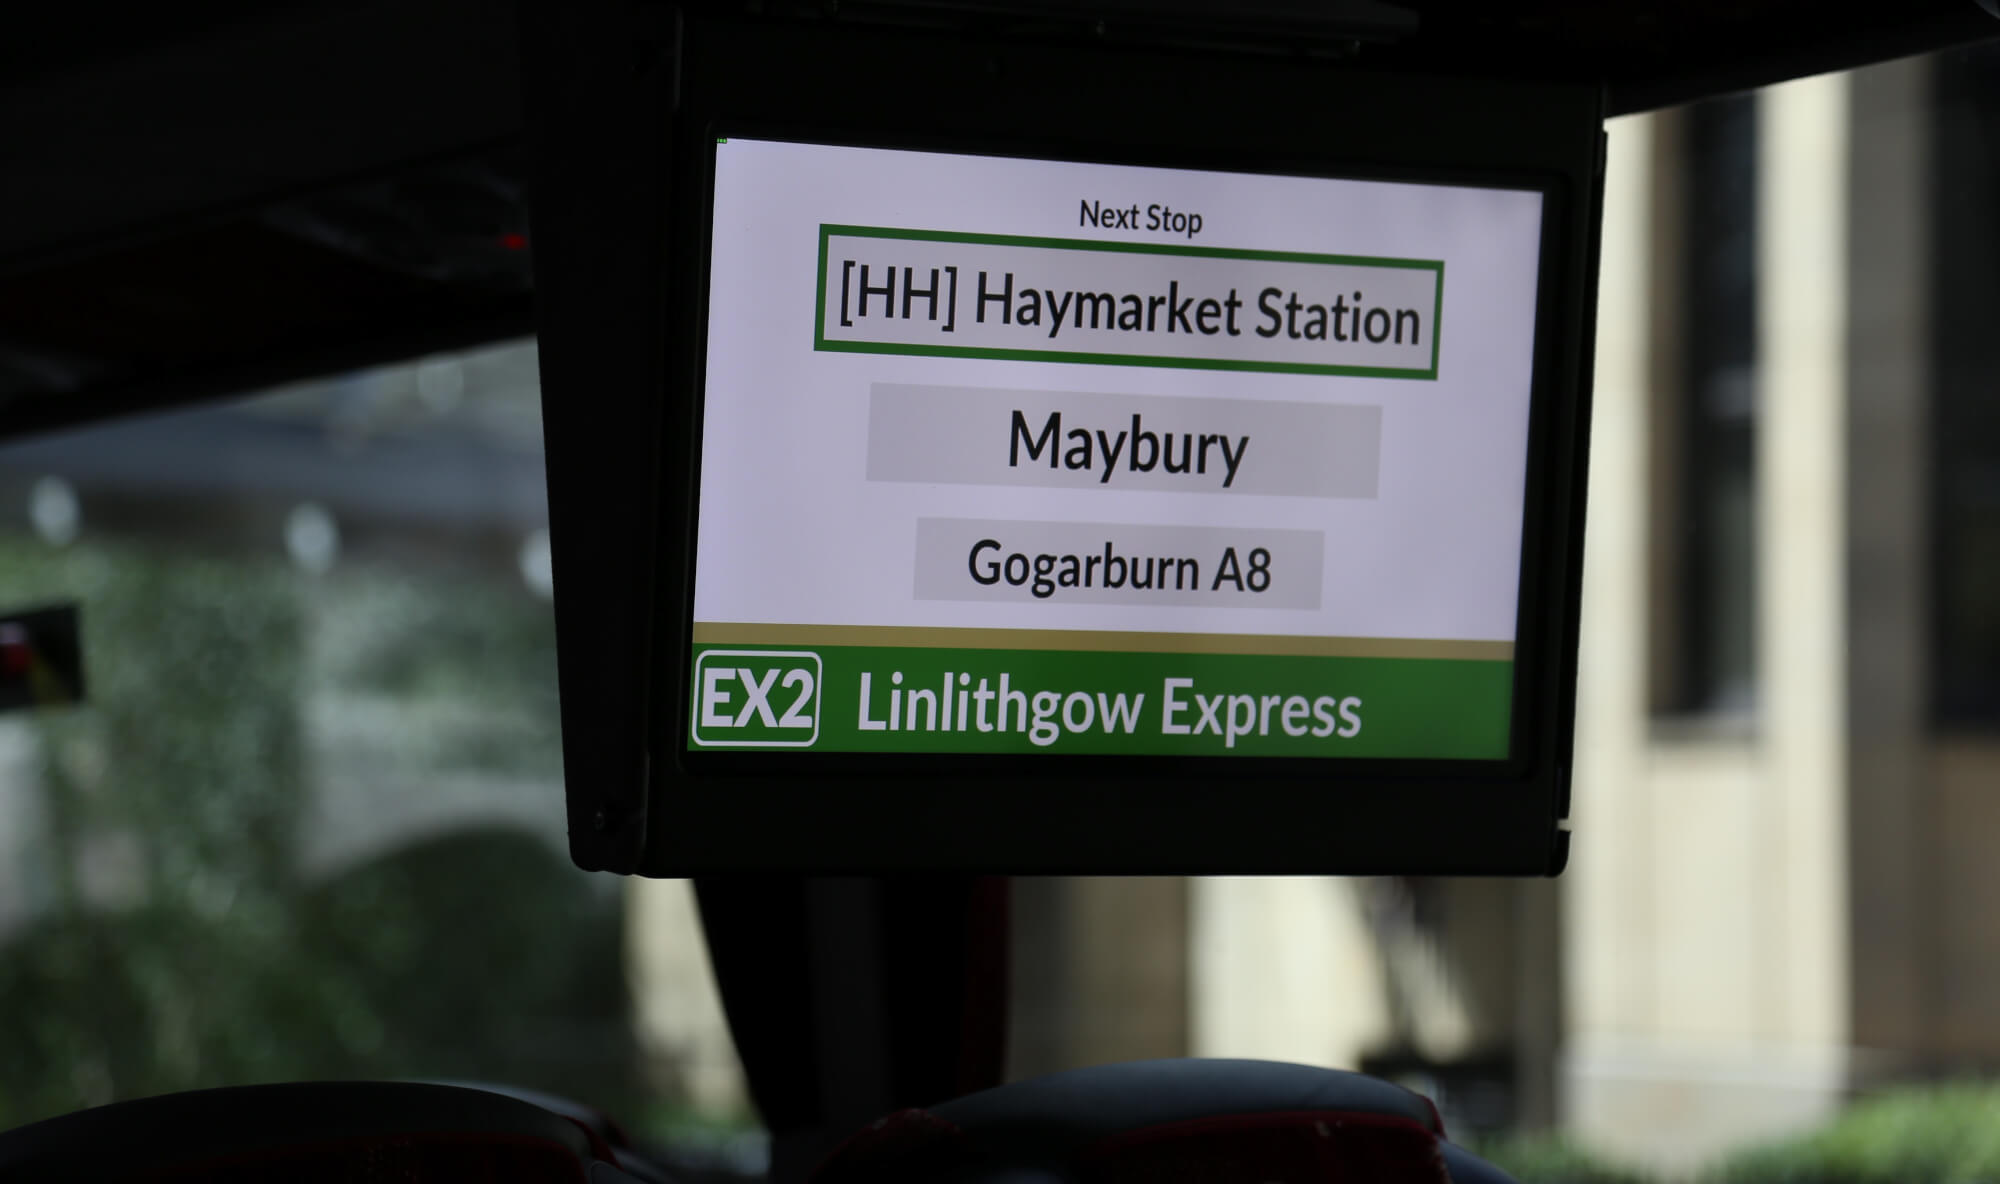 Next Stop
[HH] Haymarket Station
Maybury
Gogarburn A8
EX2 Linlithgow Express